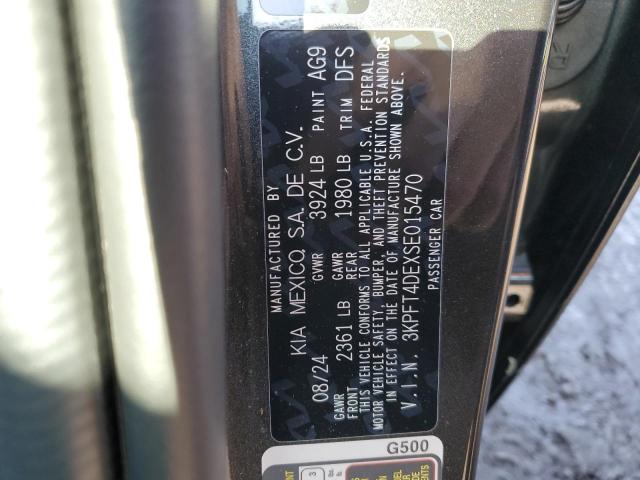 MANUFACTURED BY
KIA MEXICO, S.A. DE C.V.
08/24 GVWR 3924 LB PAINT AG9
GAWR FRONT 2361 LB GAWR REAR 1980 LB TRIM DFS
THIS VEHICLE CONFORMS TO ALL APPLICABLE U.S.A. FEDERAL
MOTOR VEHICLE SAFETY, BUMPER, AND THEFT PREVENTION STANDARDS
IN EFFECT ON THE DATE OF MANUFACTURE SHOWN ABOVE.
V.I.N. 3KPFT4DEXSE015470
PASSENGER CAR
G500
3